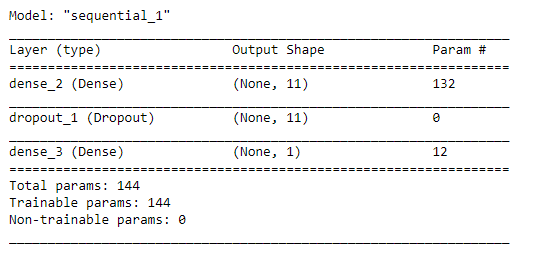 Model: "sequential_1"
Layer (type) Output Shape Param #
dense_2 (Dense) (None, 11) 132
dropout_1 (Dropout) (None, 11) 0
dense_3 (Dense) (None, 1) 12
Total params: 144
Trainable params: 144
Non-trainable params: 0